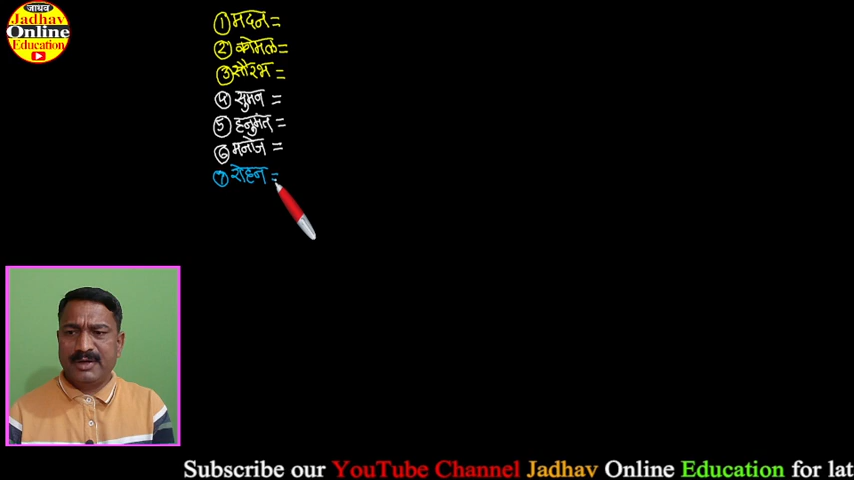 जाधव
Jadhav
Online
Education
① मदन =
② कोमल =
③ सौरभ =
④ सुमन =
⑤ हनुमंत =
⑥ मनोज =
⑦ रोहन =
Subscribe our YouTube Channel Jadhav Online Education for lat